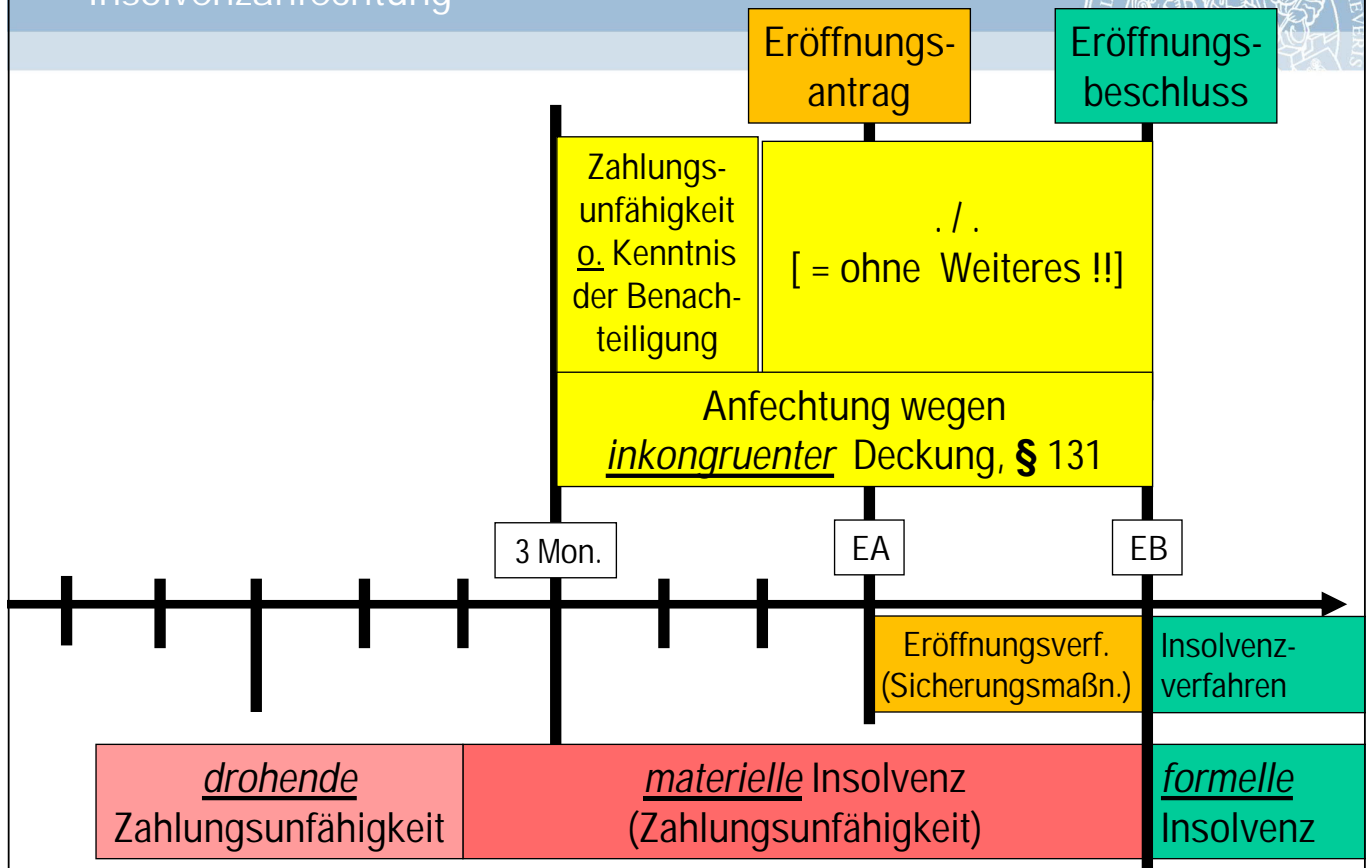 Insolvenzanfechtung
Eröffnungs-
antrag
Eröffnungs-
beschluss
Zahlungs-
unfähigkeit
o. Kenntnis
der Benach-
teiligung
. / .
[ = ohne Weiteres !!]
Anfechtung wegen
inkongruenter Deckung, § 131
3 Mon.
EA
EB
Eröffnungsverf.
(Sicherungsmaßn.)
Insolvenz-
verfahren
drohende
Zahlungsunfähigkeit
materielle Insolvenz
(Zahlungsunfähigkeit)
formelle
Insolvenz